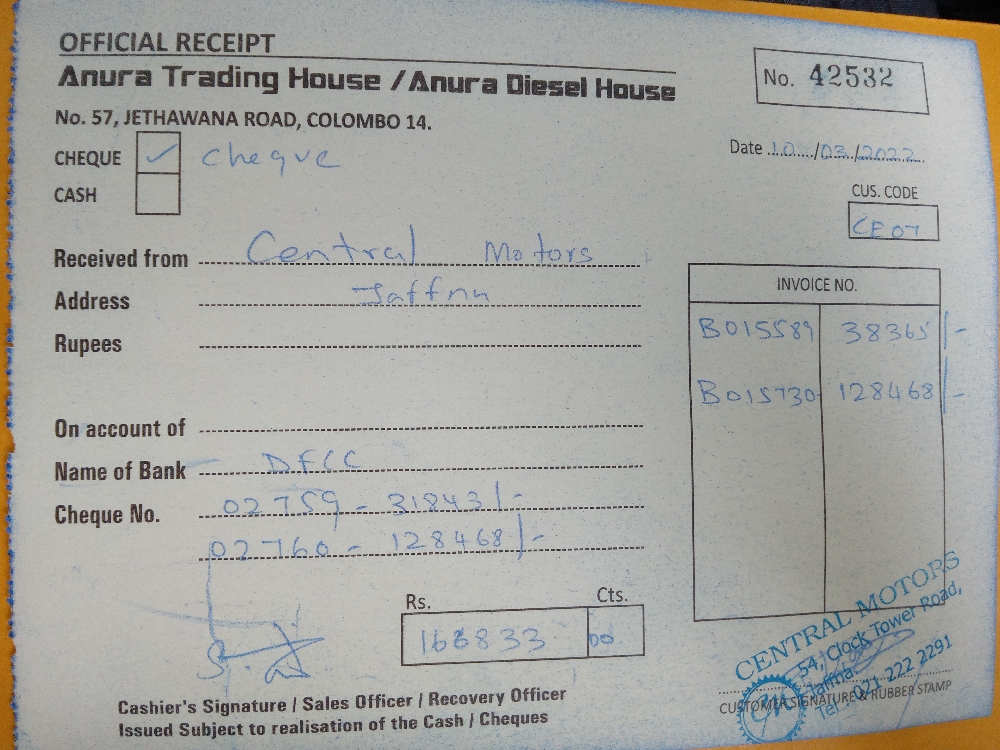 OFFICIAL RECEIPT
Anura Trading House / Anura Diesel House
No. 42532
No. 57, JETHAWANA ROAD, COLOMBO 14.
CHEQUE ✓ cheque
Date 10/03/2022
CASH
CUS. CODE
CE07
Received from Central Motors
Address Jaffna
Rupees
INVOICE NO.
B015589 38365/-
B015730 128468/-
On account of
Name of Bank DFCC
Cheque No. 02759 - 31843/-
02760 - 128468/-
Rs. Cts.
166833 00
CENTRAL MOTORS
54, Clock Tower Road,
Jaffna
Tel: 021 222 2291
CM
CUSTOMER SIGNATURE & RUBBER STAMP
Cashier's Signature / Sales Officer / Recovery Officer
Issued Subject to realisation of the Cash / Cheques